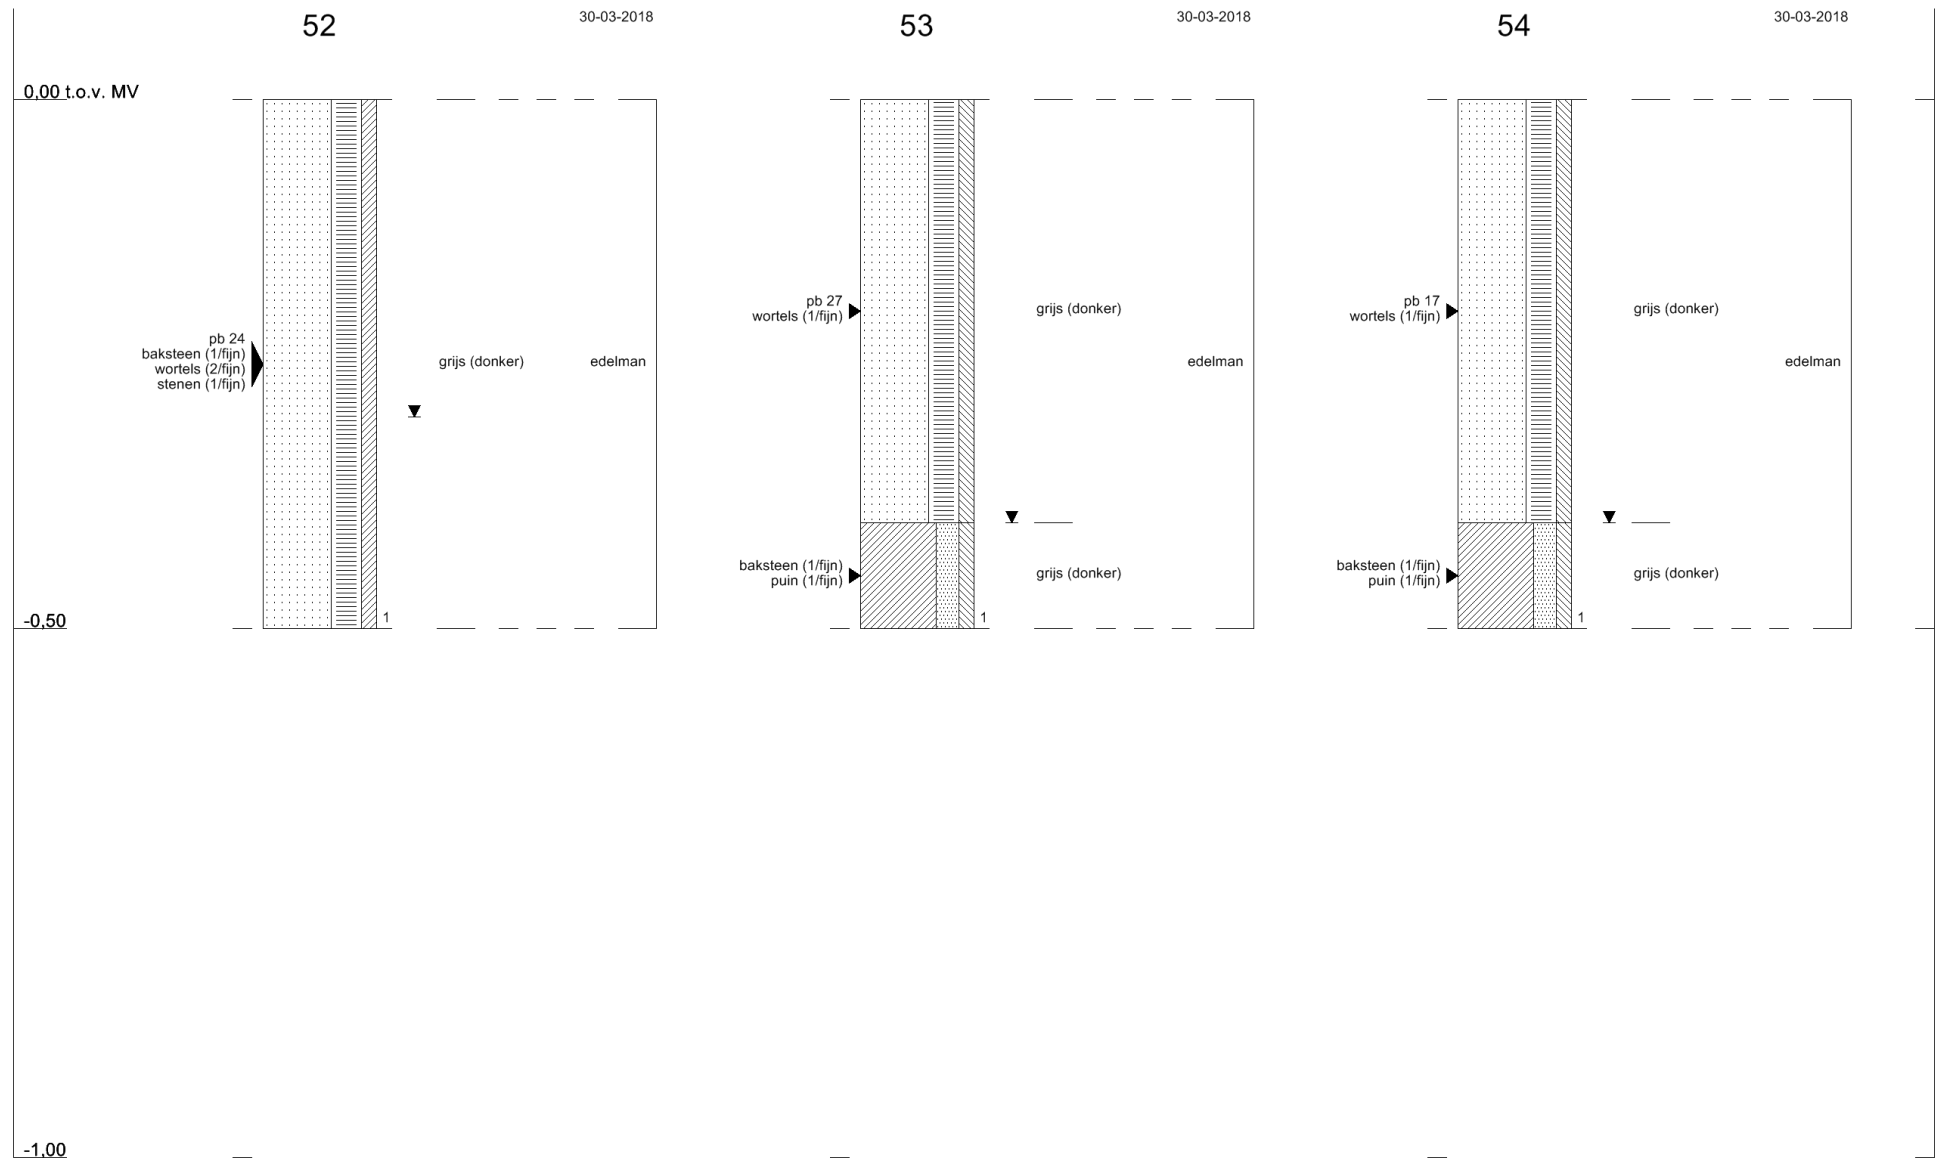 52
30-03-2018
53
30-03-2018
54
30-03-2018
0,00 t.o.v. MV
pb 24
baksteen (1/fijn)
wortels (2/fijn)
stenen (1/fijn)
grijs (donker)
edelman
1
pb 27
wortels (1/fijn)
grijs (donker)
edelman
baksteen (1/fijn)
puin (1/fijn)
grijs (donker)
1
pb 17
wortels (1/fijn)
grijs (donker)
edelman
baksteen (1/fijn)
puin (1/fijn)
grijs (donker)
1
-0,50
-1,00